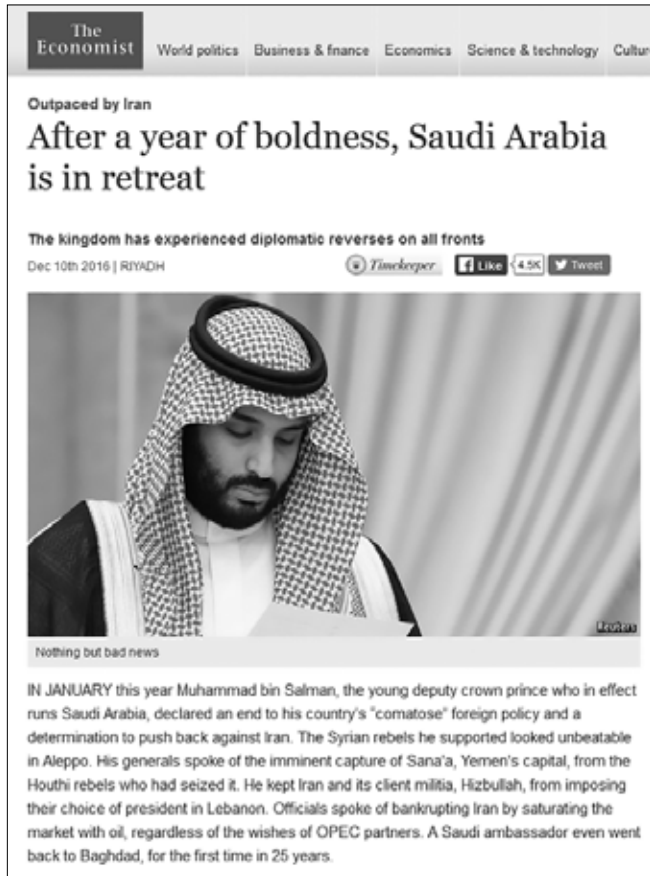 The
Economist
World politics Business & finance Economics Science & technology Cultur
Outpaced by Iran
After a year of boldness, Saudi Arabia
is in retreat
The kingdom has experienced diplomatic reverses on all fronts
Dec 10th 2016 | RIYADH
Timekeeper Like 4.5K Tweet
Reuters
Nothing but bad news
IN JANUARY this year Muhammad bin Salman, the young deputy crown prince who in effect
runs Saudi Arabia, declared an end to his country's "comatose" foreign policy and a
determination to push back against Iran. The Syrian rebels he supported looked unbeatable
in Aleppo. His generals spoke of the imminent capture of Sana'a, Yemen's capital, from the
Houthi rebels who had seized it. He kept Iran and its client militia, Hizbullah, from imposing
their choice of president in Lebanon. Officials spoke of bankrupting Iran by saturating the
market with oil, regardless of the wishes of OPEC partners. A Saudi ambassador even went
back to Baghdad, for the first time in 25 years.